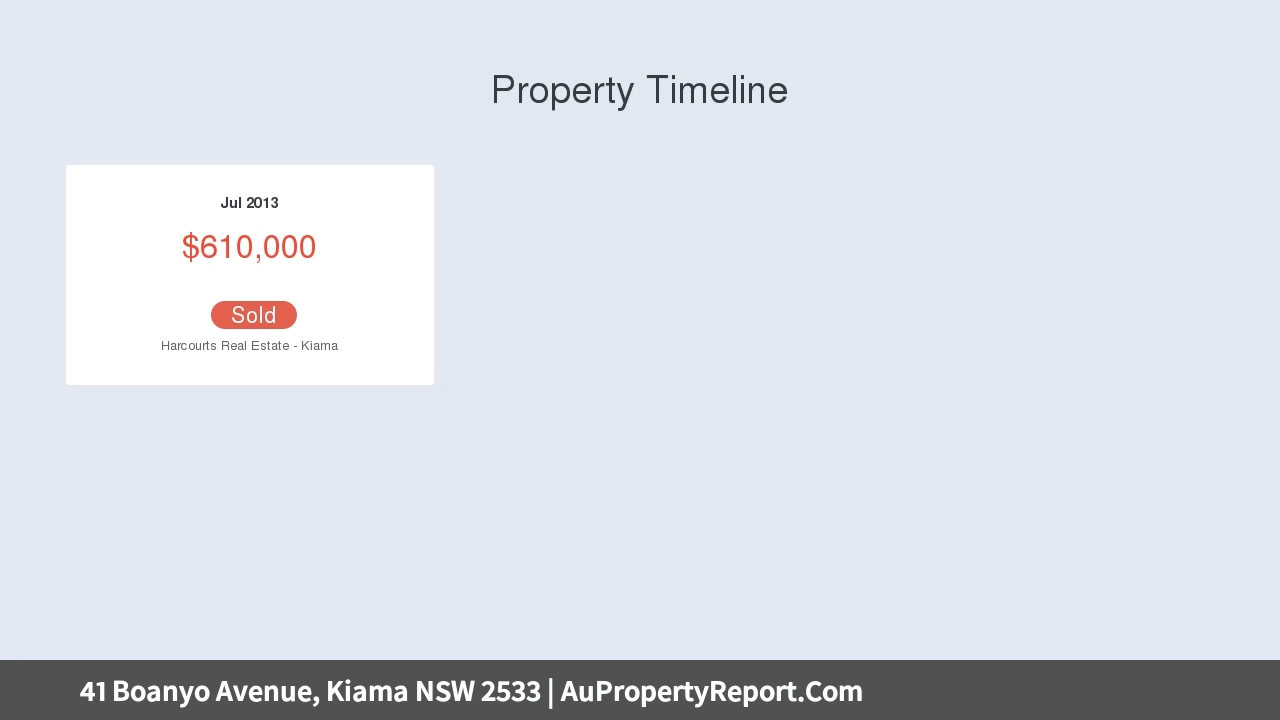 Property Timeline
Jul 2013
$610,000
Sold
Harcourts Real Estate - Kiama
41 Boanyo Avenue, Kiama NSW 2533 | AuPropertyReport.Com